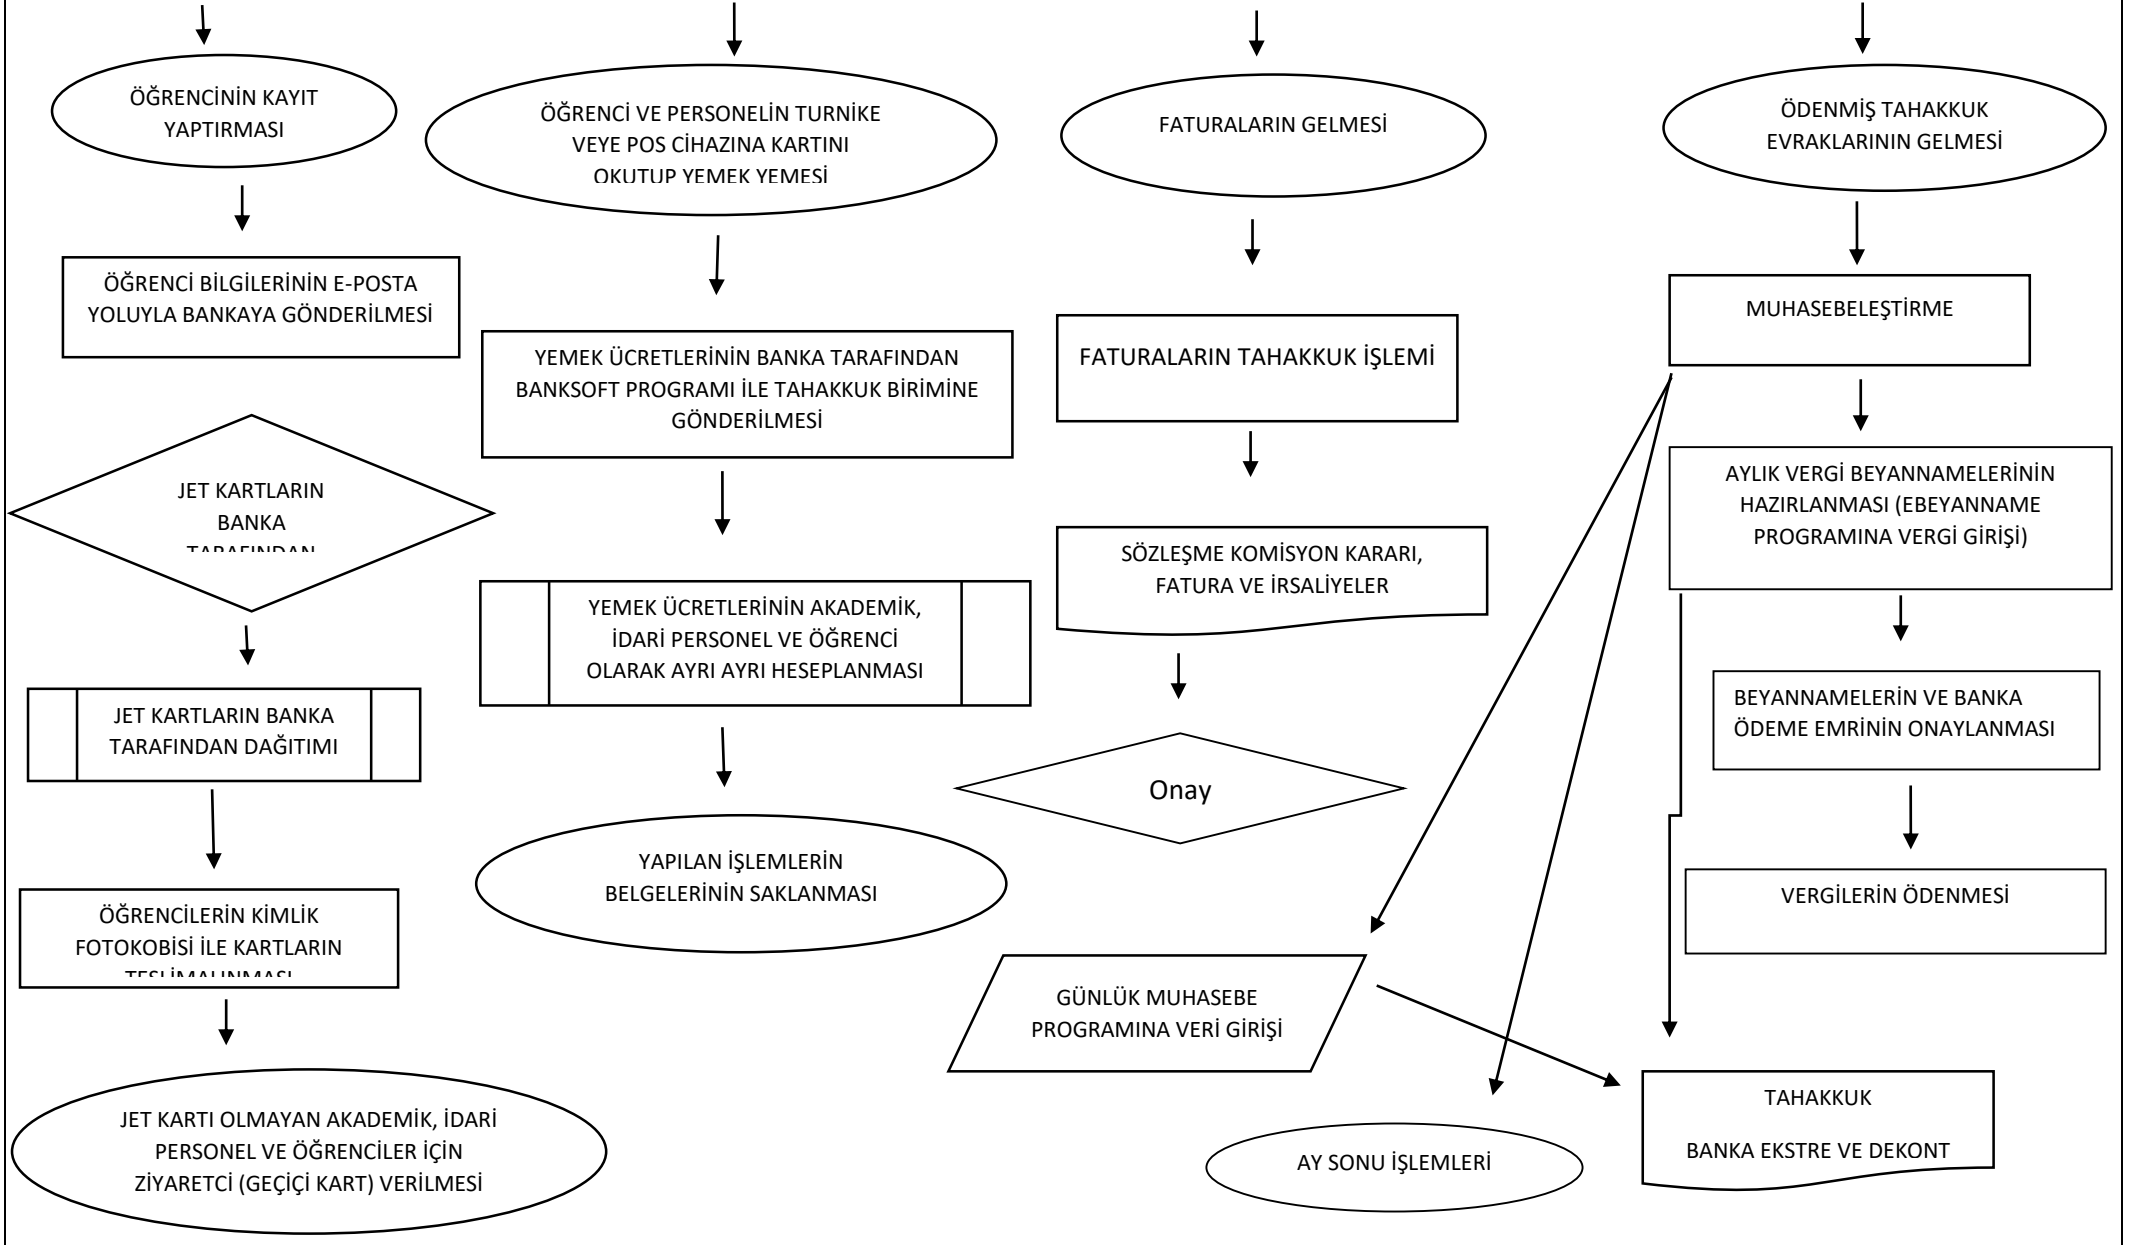 ÖĞRENCİNİN KAYIT
YAPTIRMASI
ÖĞRENCİ BİLGİLERİNİN E-POSTA
YOLUYLA BANKAYA GÖNDERİLMESİ
JET KARTLARIN
BANKA
TARAFINDAN
JET KARTLARIN BANKA
TARAFINDAN DAĞITIMI
ÖĞRENCİLERİN KİMLİK
FOTOKOBİSİ İLE KARTLARIN
TESLİMALINMASI
JET KARTI OLMAYAN AKADEMİK, İDARİ
PERSONEL VE ÖĞRENCİLER İÇİN
ZİYARETCİ (GEÇİÇİ KART) VERİLMESİ
ÖĞRENCİ VE PERSONELİN TURNİKE
VEYE POS CİHAZINA KARTINI
OKUTUP YEMEK YEMESİ
YEMEK ÜCRETLERİNİN BANKA TARAFINDAN
BANKSOFT PROGRAMI İLE TAHAKKUK BİRİMİNE
GÖNDERİLMESİ
YEMEK ÜCRETLERİNİN AKADEMİK,
İDARİ PERSONEL VE ÖĞRENCİ
OLARAK AYRI AYRI HESEPLANMASI
YAPILAN İŞLEMLERİN
BELGELERİNİN SAKLANMASI
FATURALARIN GELMESİ
FATURALARIN TAHAKKUK İŞLEMİ
SÖZLEŞME KOMİSYON KARARI,
FATURA VE İRSALİYELER
Onay
GÜNLÜK MUHASEBE
PROGRAMINA VERİ GİRİŞİ
AY SONU İŞLEMLERİ
ÖDENMİŞ TAHAKKUK
EVRAKLARININ GELMESİ
MUHASEBELEŞTİRME
AYLIK VERGİ BEYANNAMELERİNİN
HAZIRLANMASI (EBEYANNAME
PROGRAMINA VERGİ GİRİŞİ)
BEYANNAMELERİN VE BANKA
ÖDEME EMRİNİN ONAYLANMASI
VERGİLERİN ÖDENMESİ
TAHAKKUK
BANKA EKSTRE VE DEKONT